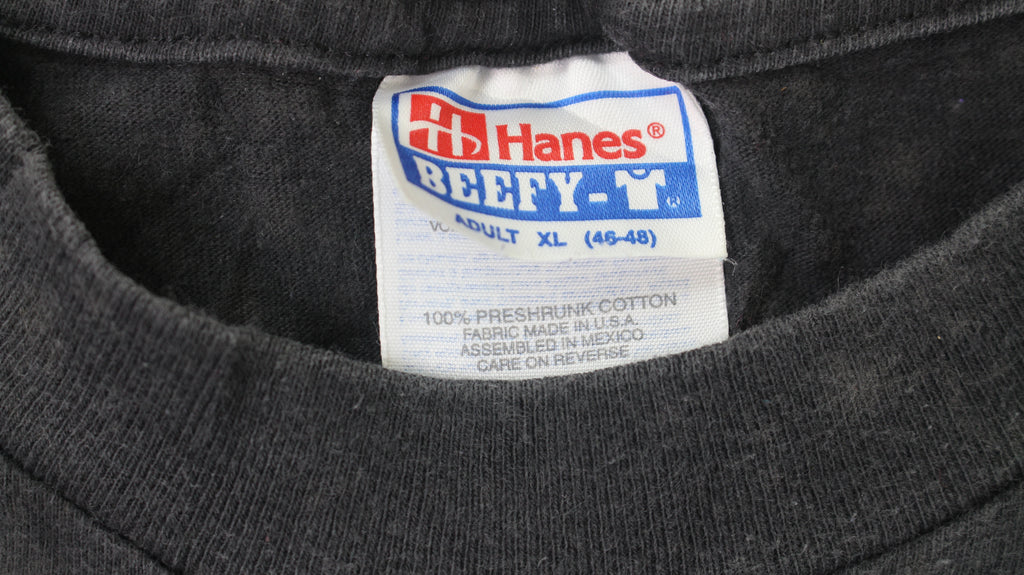 Hanes®
BEEFY-T®
ADULT XL (46-48)
100% PRESHRUNK COTTON
FABRIC MADE IN U.S.A.
ASSEMBLED IN MEXICO
CARE ON REVERSE